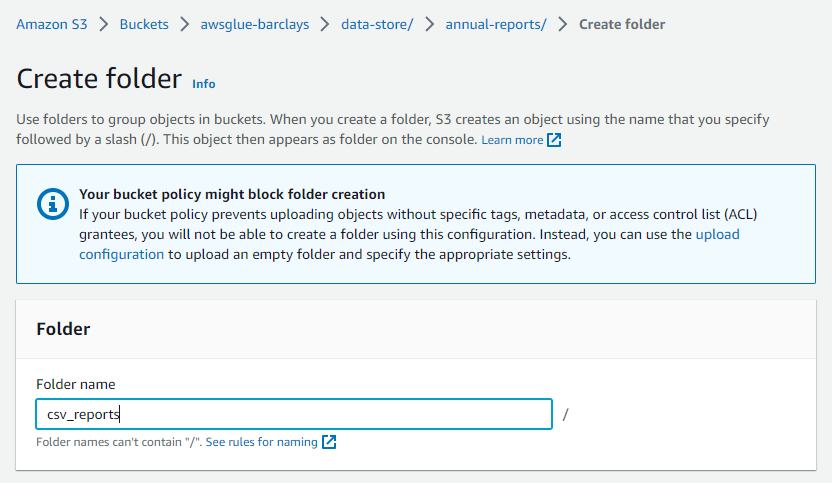 Amazon S3 > Buckets > awsglue-barclays > data-store/ > annual-reports/ > Create folder
Create folder Info
Use folders to group objects in buckets. When you create a folder, S3 creates an object using the name that you specify
followed by a slash (/). This object then appears as folder on the console. Learn more
Your bucket policy might block folder creation
If your bucket policy prevents uploading objects without specific tags, metadata, or access control list (ACL)
grantees, you will not be able to create a folder using this configuration. Instead, you can use the upload
configuration to upload an empty folder and specify the appropriate settings.
Folder
Folder name
csv_reports /
Folder names can't contain "/". See rules for naming